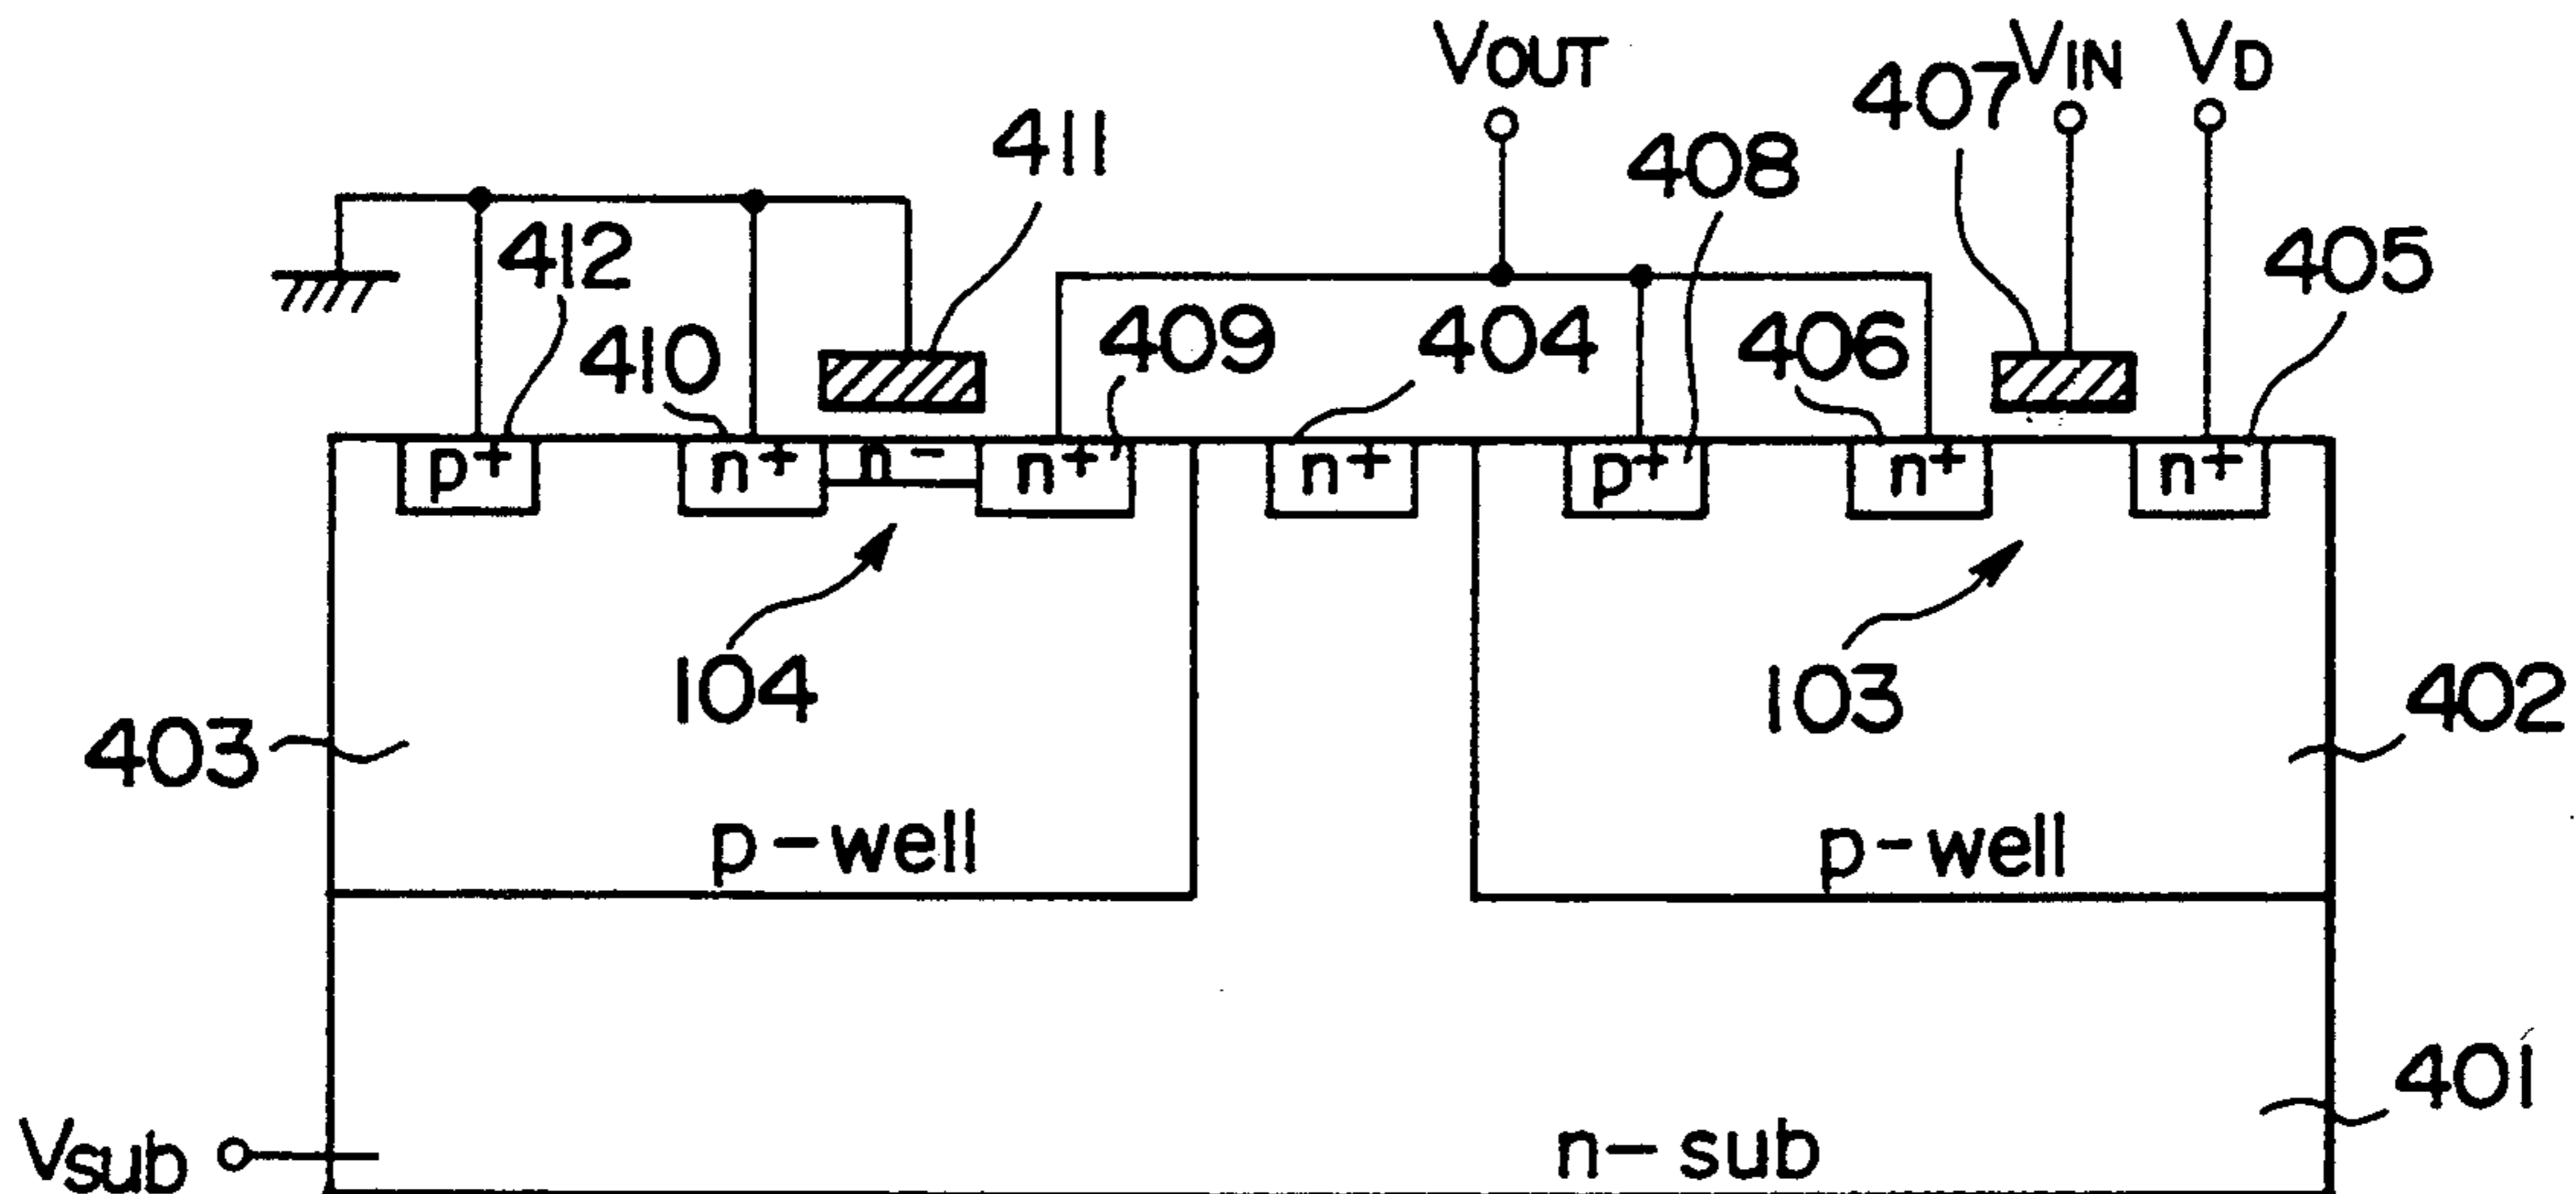 VOUT
407 VIN VD
411
408
412
405
410
409
404
406
p+ n+ n- n+ n+ p+ n+ n+
104
103
403
402
p-well
p-well
401
Vsub
n-sub